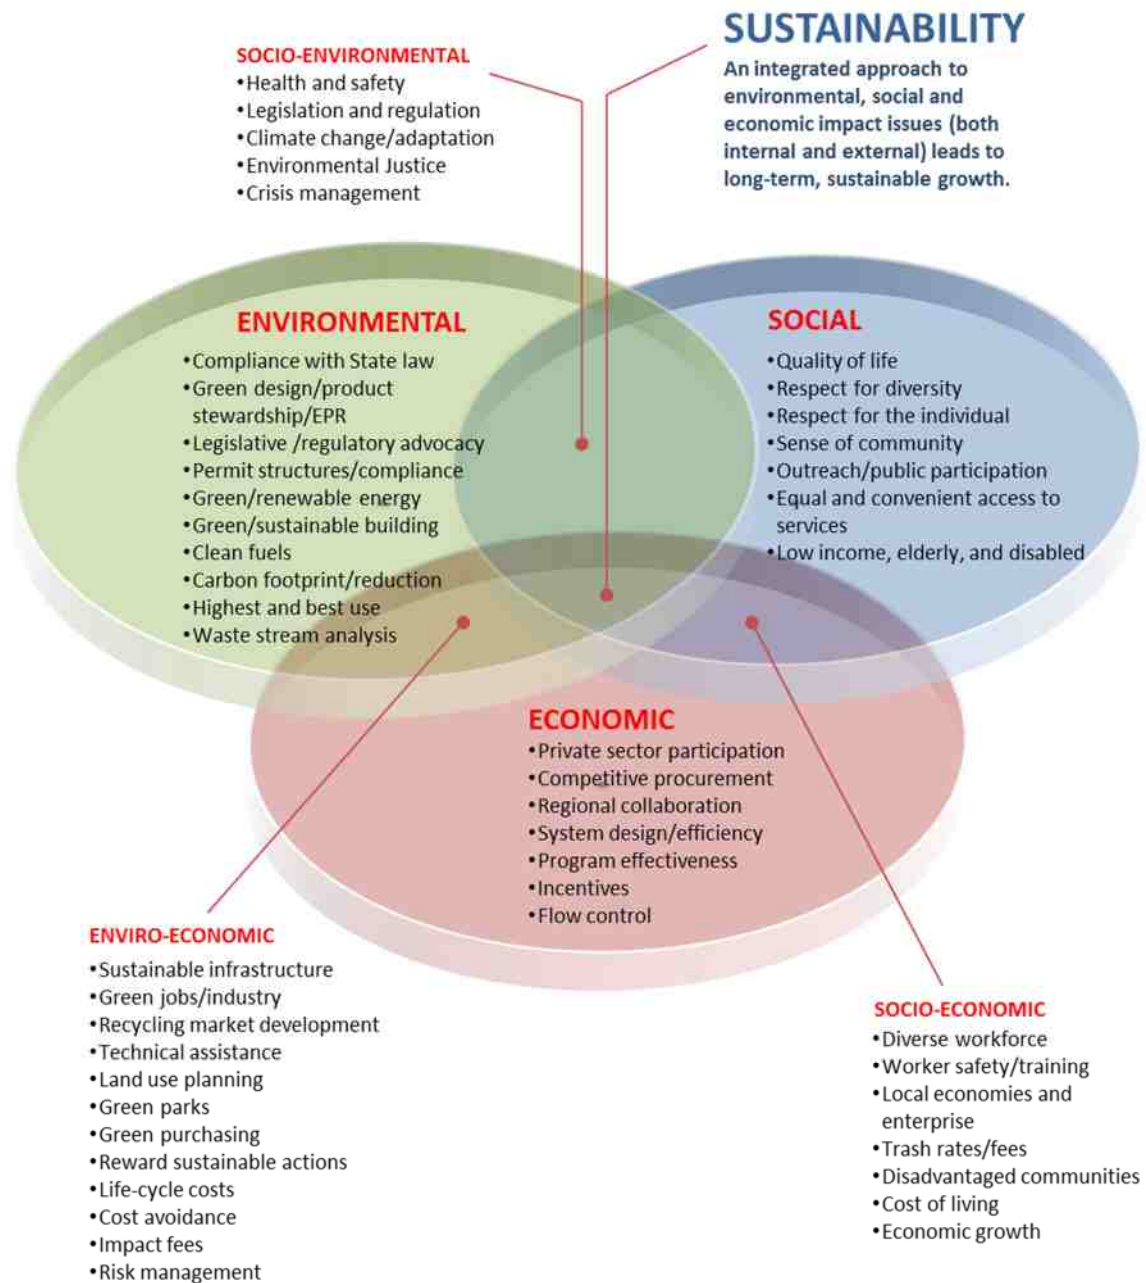 SUSTAINABILITY
An integrated approach to
environmental, social and
economic impact issues (both
internal and external) leads to
long-term, sustainable growth.
SOCIO-ENVIRONMENTAL
•Health and safety
•Legislation and regulation
•Climate change/adaptation
•Environmental Justice
•Crisis management
ENVIRONMENTAL
•Compliance with State law
•Green design/product
stewardship/EPR
•Legislative /regulatory advocacy
•Permit structures/compliance
•Green/renewable energy
•Green/sustainable building
•Clean fuels
•Carbon footprint/reduction
•Highest and best use
•Waste stream analysis
SOCIAL
•Quality of life
•Respect for diversity
•Respect for the individual
•Sense of community
•Outreach/public participation
•Equal and convenient access to
services
•Low income, elderly, and disabled
ECONOMIC
•Private sector participation
•Competitive procurement
•Regional collaboration
•System design/efficiency
•Program effectiveness
•Incentives
•Flow control
ENVIRO-ECONOMIC
•Sustainable infrastructure
•Green jobs/industry
•Recycling market development
•Technical assistance
•Land use planning
•Green parks
•Green purchasing
•Reward sustainable actions
•Life-cycle costs
•Cost avoidance
•Impact fees
•Risk management
SOCIO-ECONOMIC
•Diverse workforce
•Worker safety/training
•Local economies and
enterprise
•Trash rates/fees
•Disadvantaged communities
•Cost of living
•Economic growth